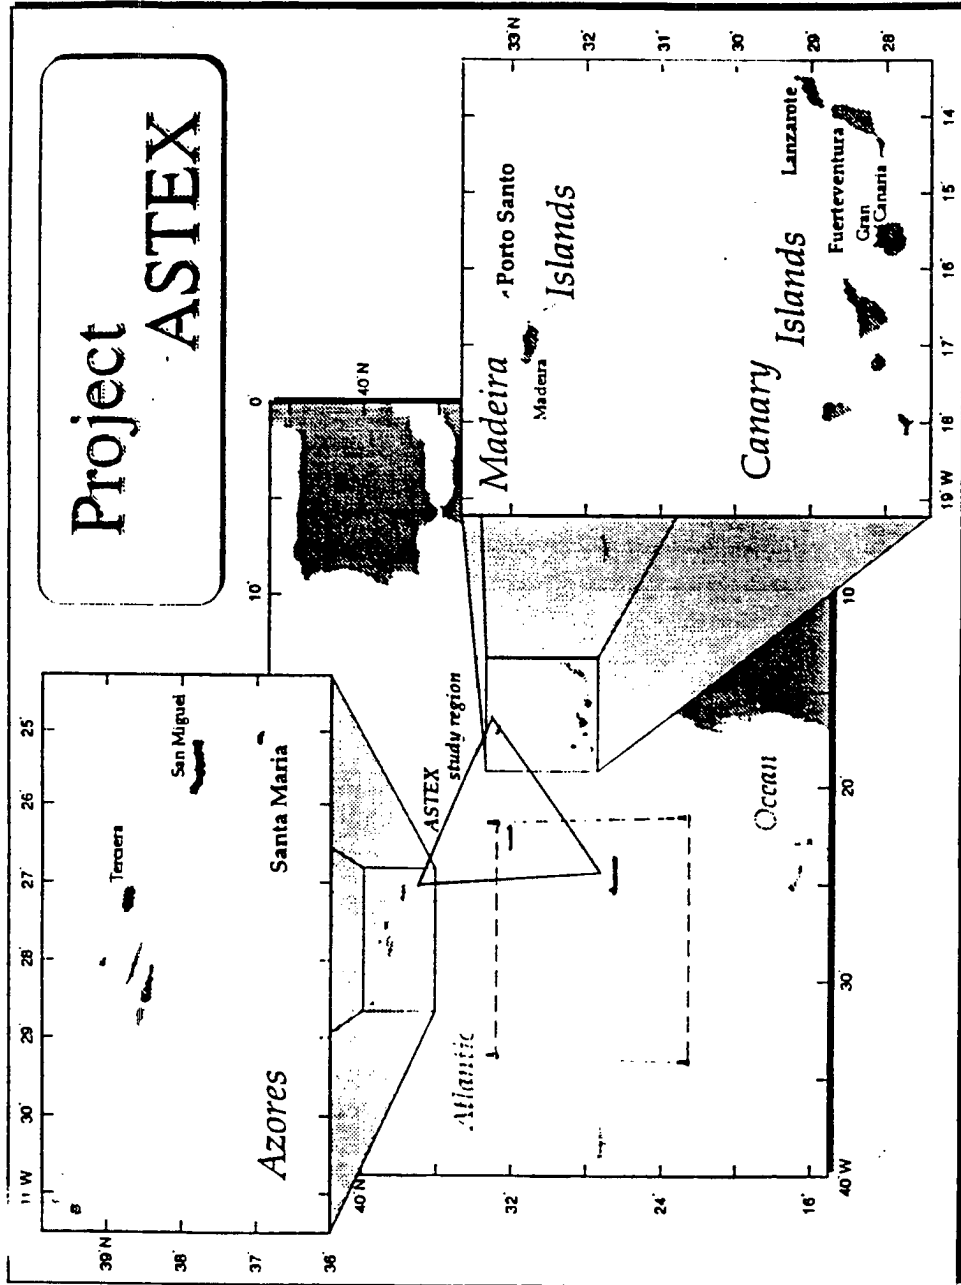 Project
ASTEX
Azores
39°N
38°
37°
36°
30°
29°
28°
27°
26°
25°
Terciera
San Miguel
Santa Maria
ASTEX
study region
Atlantic
Ocean
40°N
32°
24°
16°
40°W
30°
20°
10°
10°
0°
40°N
Madeira
Islands
Porto Santo
Madeira
Canary
Islands
Lanzarote
Fuerteventura
Gran
Canaria
33°N
32°
31°
30°
29°
28°
19°W
18°
17°
16°
15°
14°